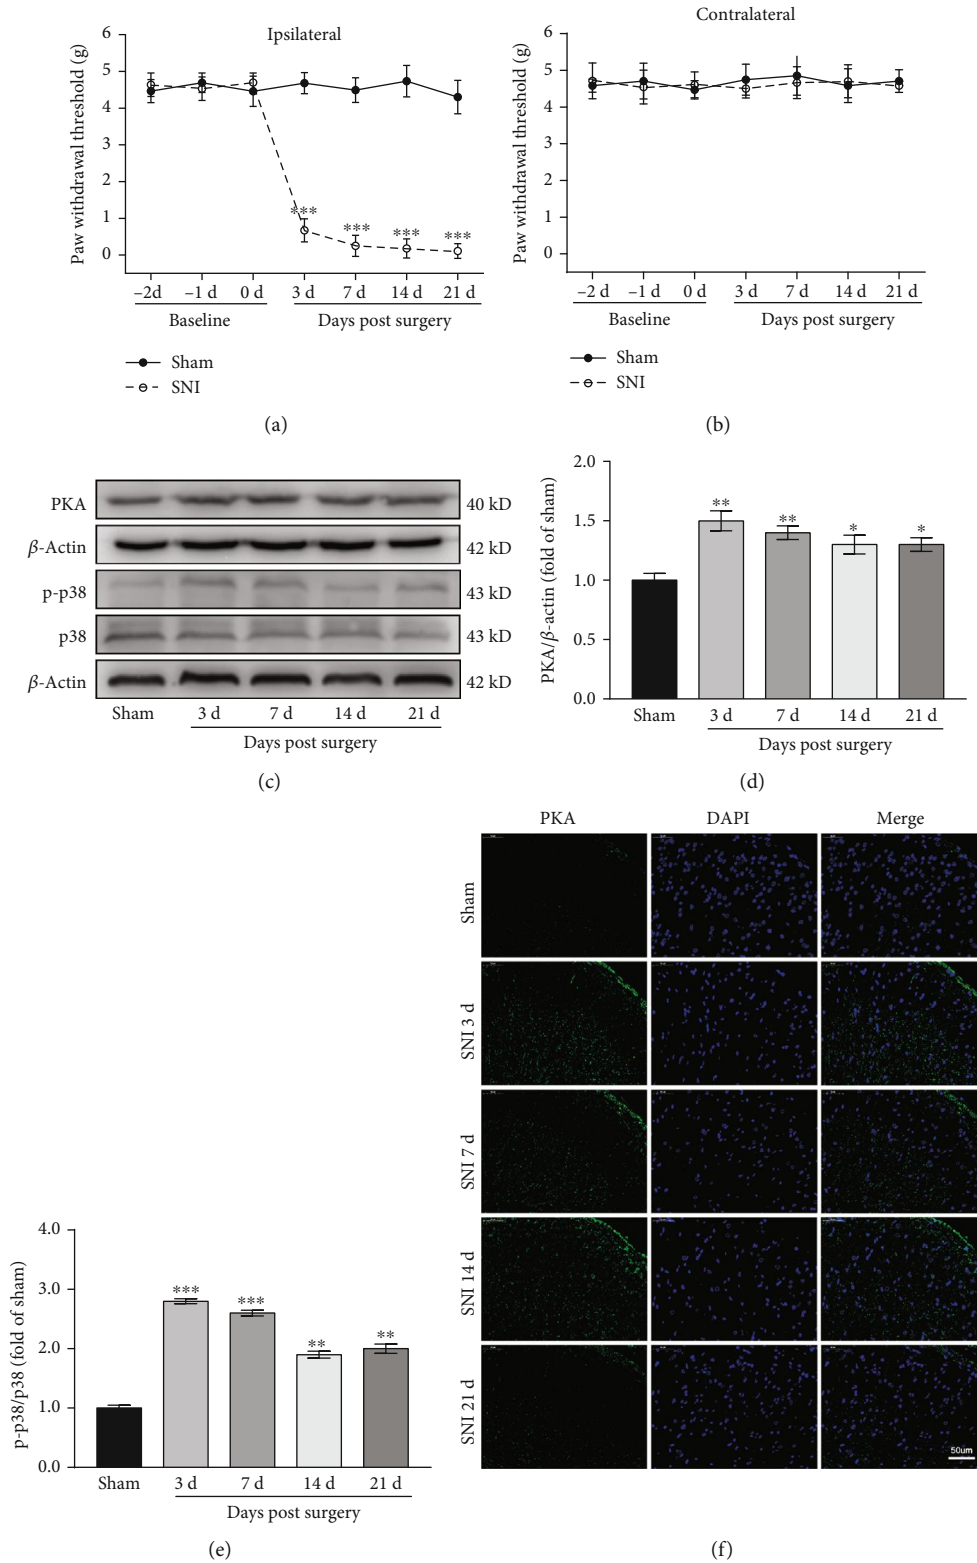 Ipsilateral
Paw withdrawal threshold (g)
6
5
4
3
2
1
0
***
***
***
***
−2d
−1 d
0 d
3 d
7 d
14 d
21 d
Baseline
Days post surgery
Sham
SNI
(a)
Contralateral
Paw withdrawal threshold (g)
6
5
4
3
2
1
0
−2 d
−1 d
0 d
3 d
7 d
14 d
21 d
Baseline
Days post surgery
Sham
SNI
(b)
PKA
40 kD
β-Actin
42 kD
p-p38
43 kD
p38
43 kD
β-Actin
42 kD
Sham
3 d
7 d
14 d
21 d
Days post surgery
(c)
PKA/β-actin (fold of sham)
2.0
1.5
1.0
0.5
0.0
**
**
*
*
Sham
3 d
7 d
14 d
21 d
Days post surgery
(d)
p-p38/p38 (fold of sham)
4.0
3.0
2.0
1.0
0.0
***
***
**
**
Sham
3 d
7 d
14 d
21 d
Days post surgery
(e)
PKA
DAPI
Merge
Sham
SNI 3 d
SNI 7 d
SNI 14 d
SNI 21 d
50um
(f)